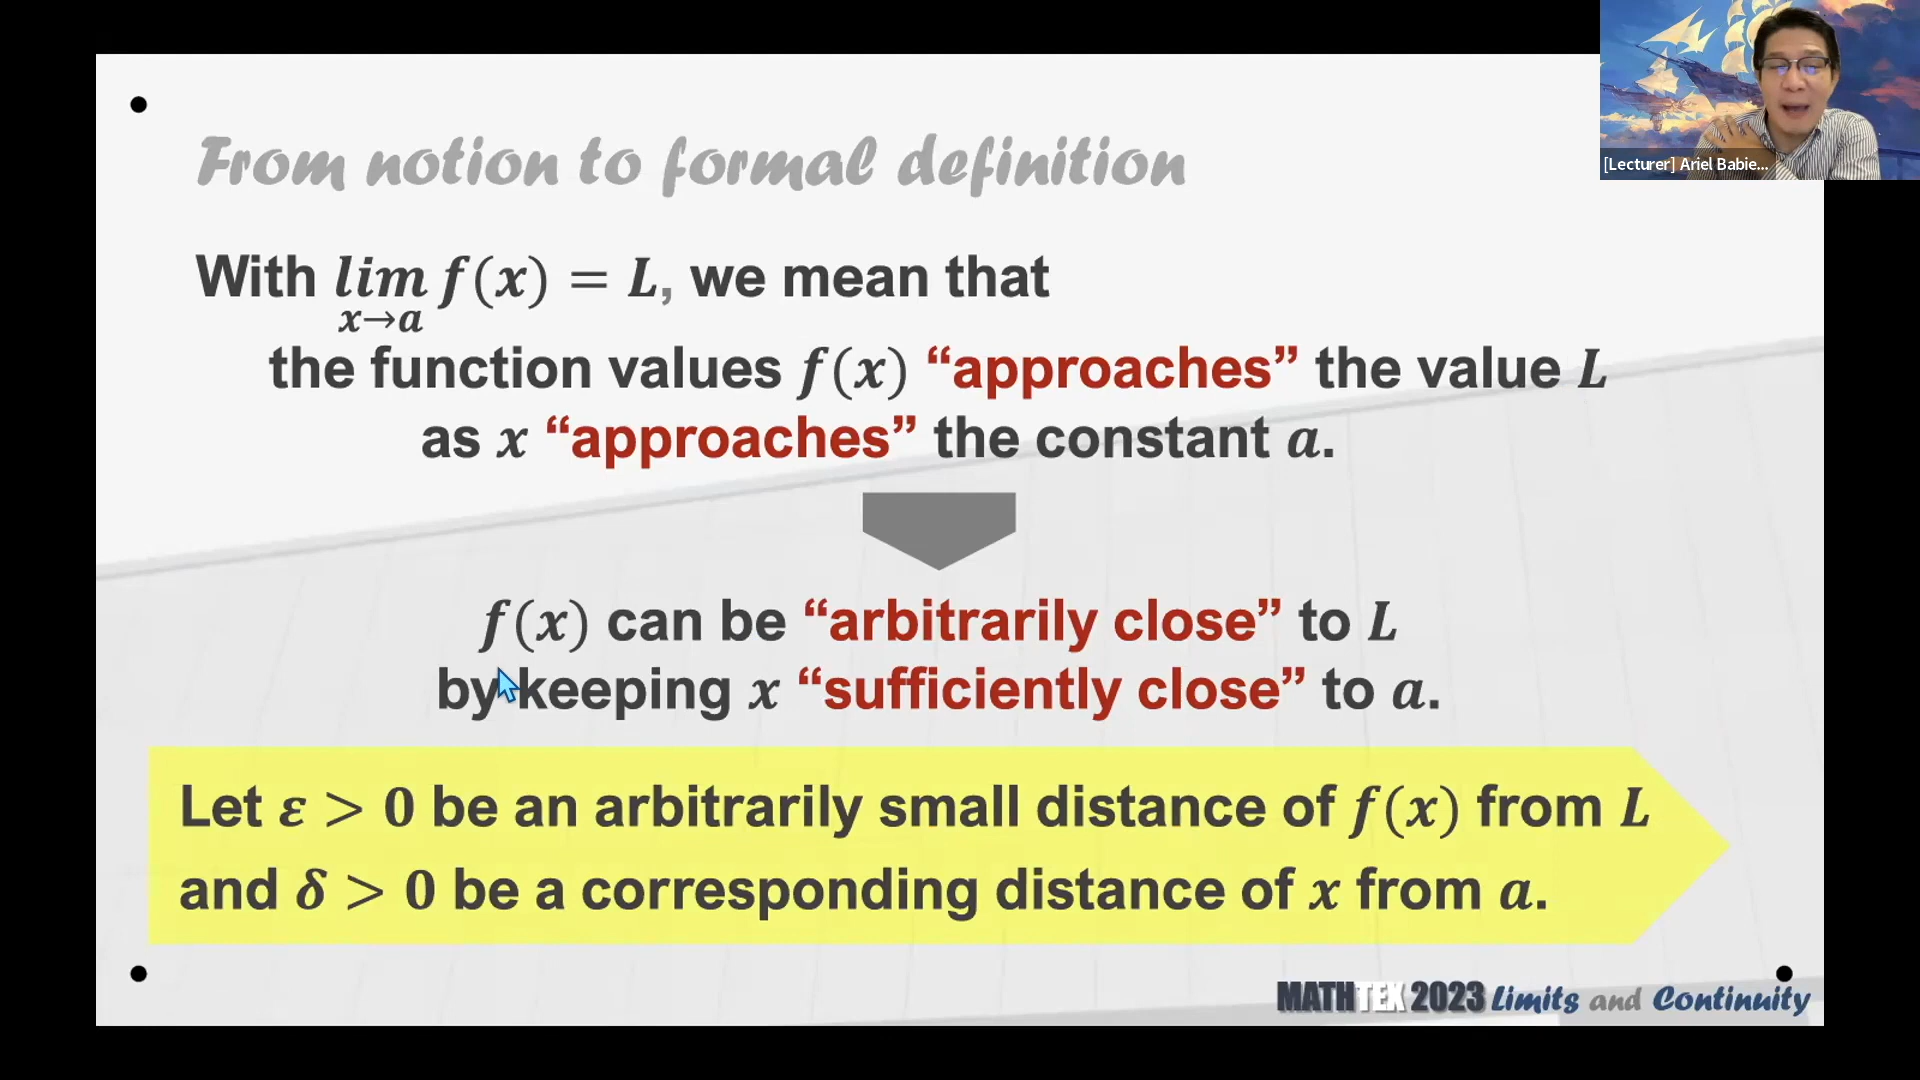 [Lecturer] Ariel Babie...
From notion to formal definition
With lim f(x) = L, we mean that
x→a
the function values f(x) “approaches” the value L
as x “approaches” the constant a.
f(x) can be “arbitrarily close” to L
by keeping x “sufficiently close” to a.
Let ε > 0 be an arbitrarily small distance of f(x) from L
and δ > 0 be a corresponding distance of x from a.
MATHTEX 2023 Limits and Continuity